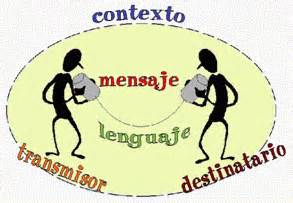 contexto
mensaje
lenguaje
transmisor
destinatario